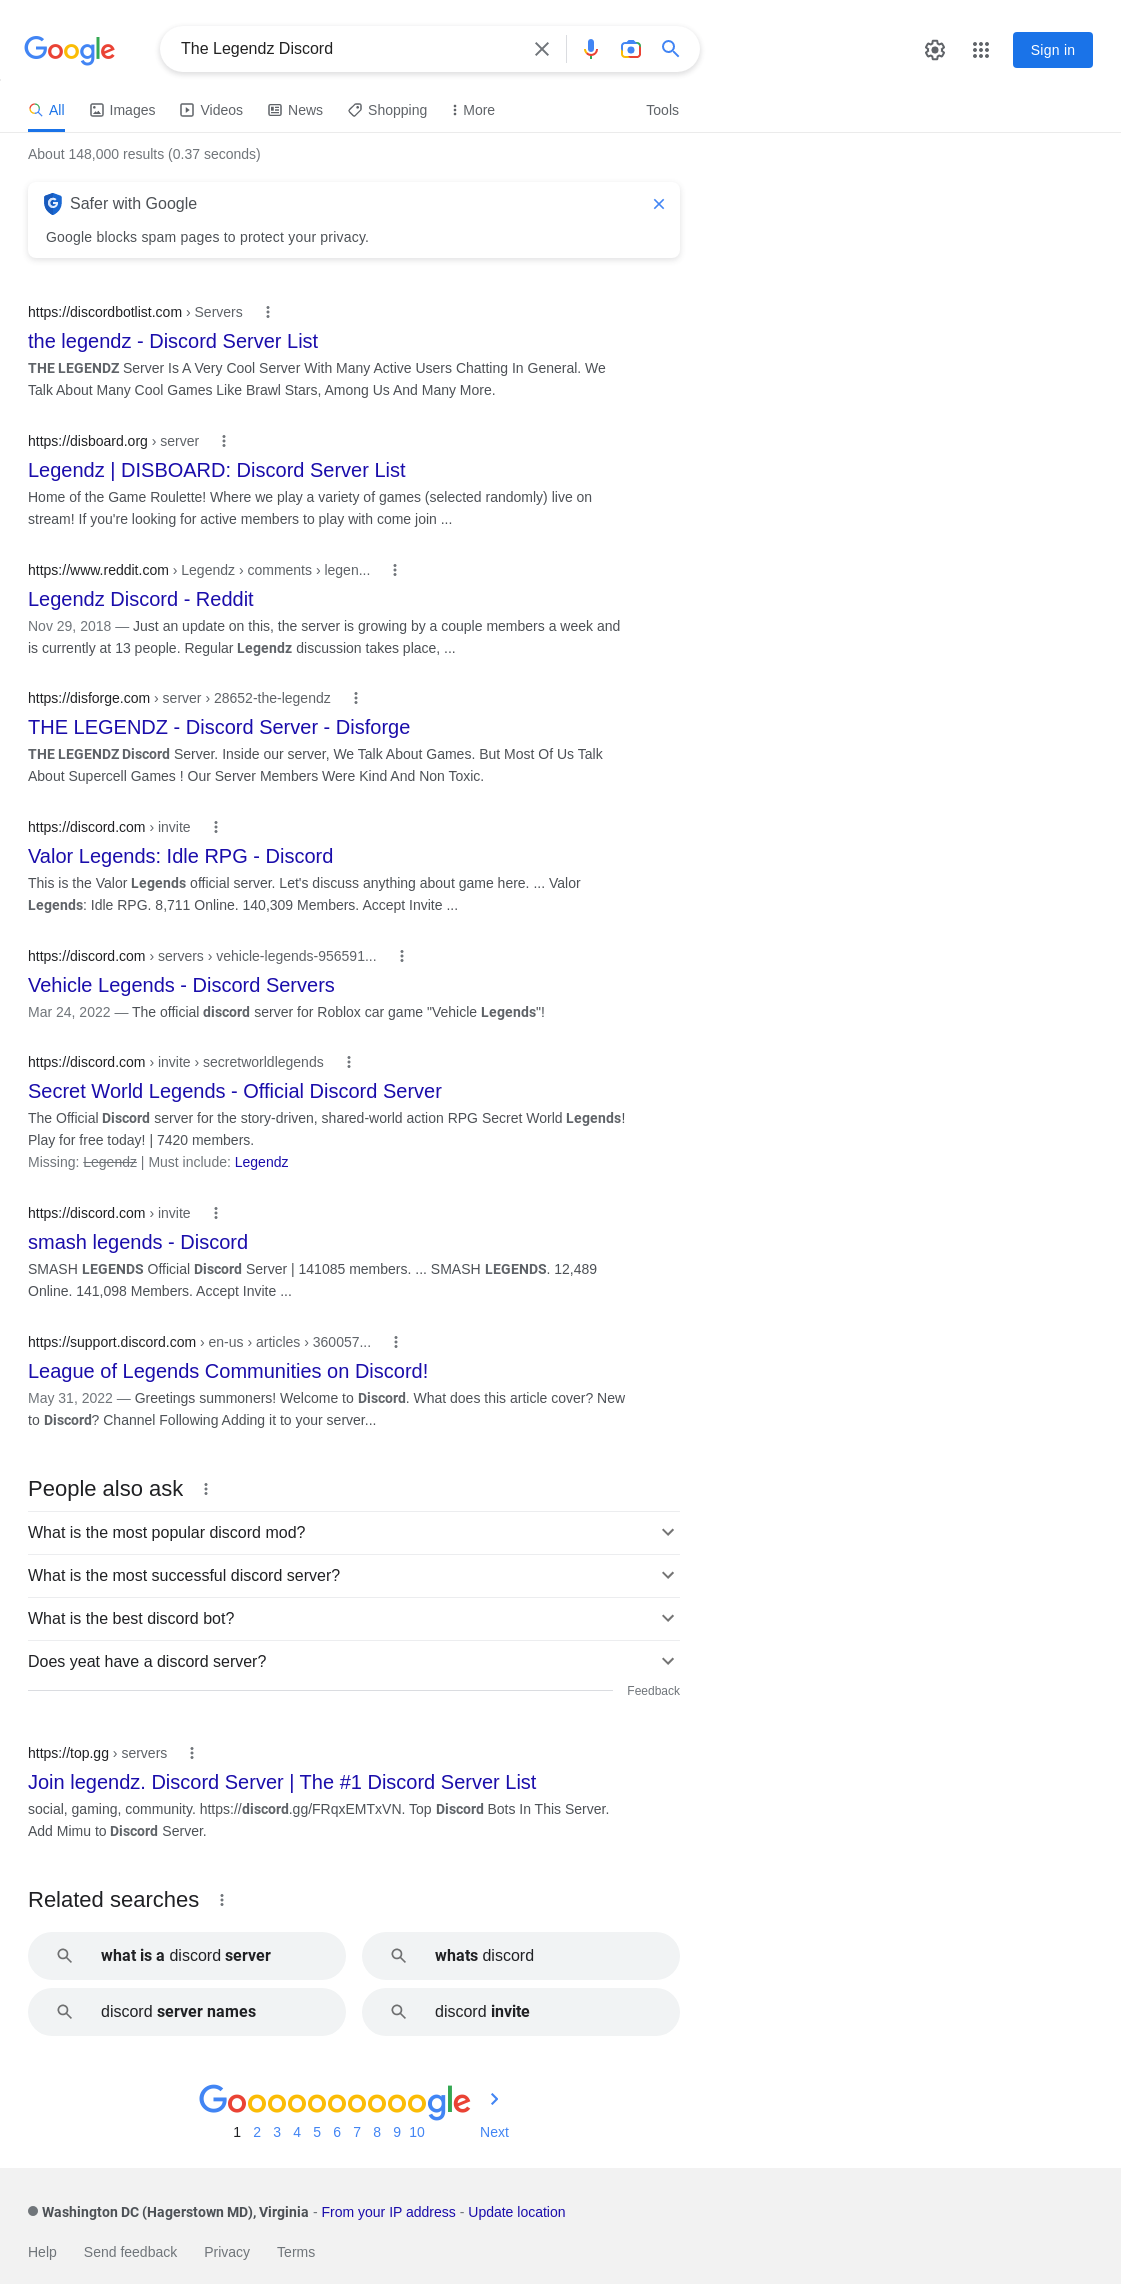 Google
The Legendz Discord
Sign in
All
Images
Videos
News
Shopping
More
Tools
About 148,000 results (0.37 seconds)
Safer with Google
Google blocks spam pages to protect your privacy.
https://discordbotlist.com › Servers
the legendz - Discord Server List
THE LEGENDZ Server Is A Very Cool Server With Many Active Users Chatting In General. We
Talk About Many Cool Games Like Brawl Stars, Among Us And Many More.
https://disboard.org › server
Legendz | DISBOARD: Discord Server List
Home of the Game Roulette! Where we play a variety of games (selected randomly) live on
stream! If you're looking for active members to play with come join ...
https://www.reddit.com › Legendz › comments › legen...
Legendz Discord - Reddit
Nov 29, 2018 — Just an update on this, the server is growing by a couple members a week and
is currently at 13 people. Regular Legendz discussion takes place, ...
https://disforge.com › server › 28652-the-legendz
THE LEGENDZ - Discord Server - Disforge
THE LEGENDZ Discord Server. Inside our server, We Talk About Games. But Most Of Us Talk
About Supercell Games ! Our Server Members Were Kind And Non Toxic.
https://discord.com › invite
Valor Legends: Idle RPG - Discord
This is the Valor Legends official server. Let's discuss anything about game here. ... Valor
Legends: Idle RPG. 8,711 Online. 140,309 Members. Accept Invite ...
https://discord.com › servers › vehicle-legends-956591...
Vehicle Legends - Discord Servers
Mar 24, 2022 — The official discord server for Roblox car game "Vehicle Legends"!
https://discord.com › invite › secretworldlegends
Secret World Legends - Official Discord Server
The Official Discord server for the story-driven, shared-world action RPG Secret World Legends!
Play for free today! | 7420 members.
Missing: Legendz | Must include: Legendz
https://discord.com › invite
smash legends - Discord
SMASH LEGENDS Official Discord Server | 141085 members. ... SMASH LEGENDS. 12,489
Online. 141,098 Members. Accept Invite ...
https://support.discord.com › en-us › articles › 360057...
League of Legends Communities on Discord!
May 31, 2022 — Greetings summoners! Welcome to Discord. What does this article cover? New
to Discord? Channel Following Adding it to your server...
People also ask
What is the most popular discord mod?
What is the most successful discord server?
What is the best discord bot?
Does yeat have a discord server?
Feedback
https://top.gg › servers
Join legendz. Discord Server | The #1 Discord Server List
social, gaming, community. https://discord.gg/FRqxEMTxVN. Top Discord Bots In This Server.
Add Mimu to Discord Server.
Related searches
what is a discord server
whats discord
discord server names
discord invite
Goooooooooogle
1 2 3 4 5 6 7 8 9 10 Next
Washington DC (Hagerstown MD), Virginia - From your IP address - Update location
Help Send feedback Privacy Terms